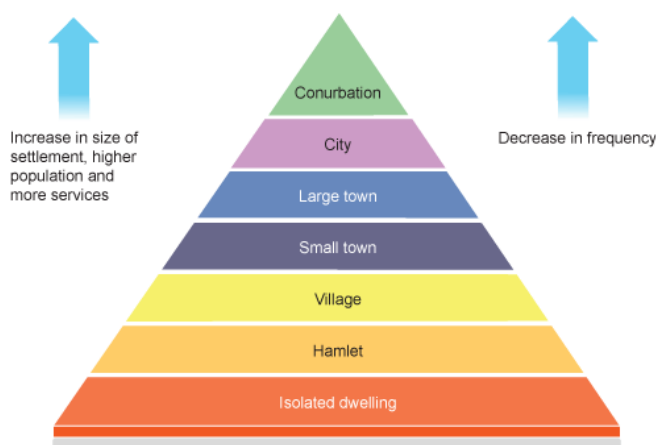 Conurbation
Increase in size of
settlement, higher
population and
more services
Decrease in frequency
City
Large town
Small town
Village
Hamlet
Isolated dwelling